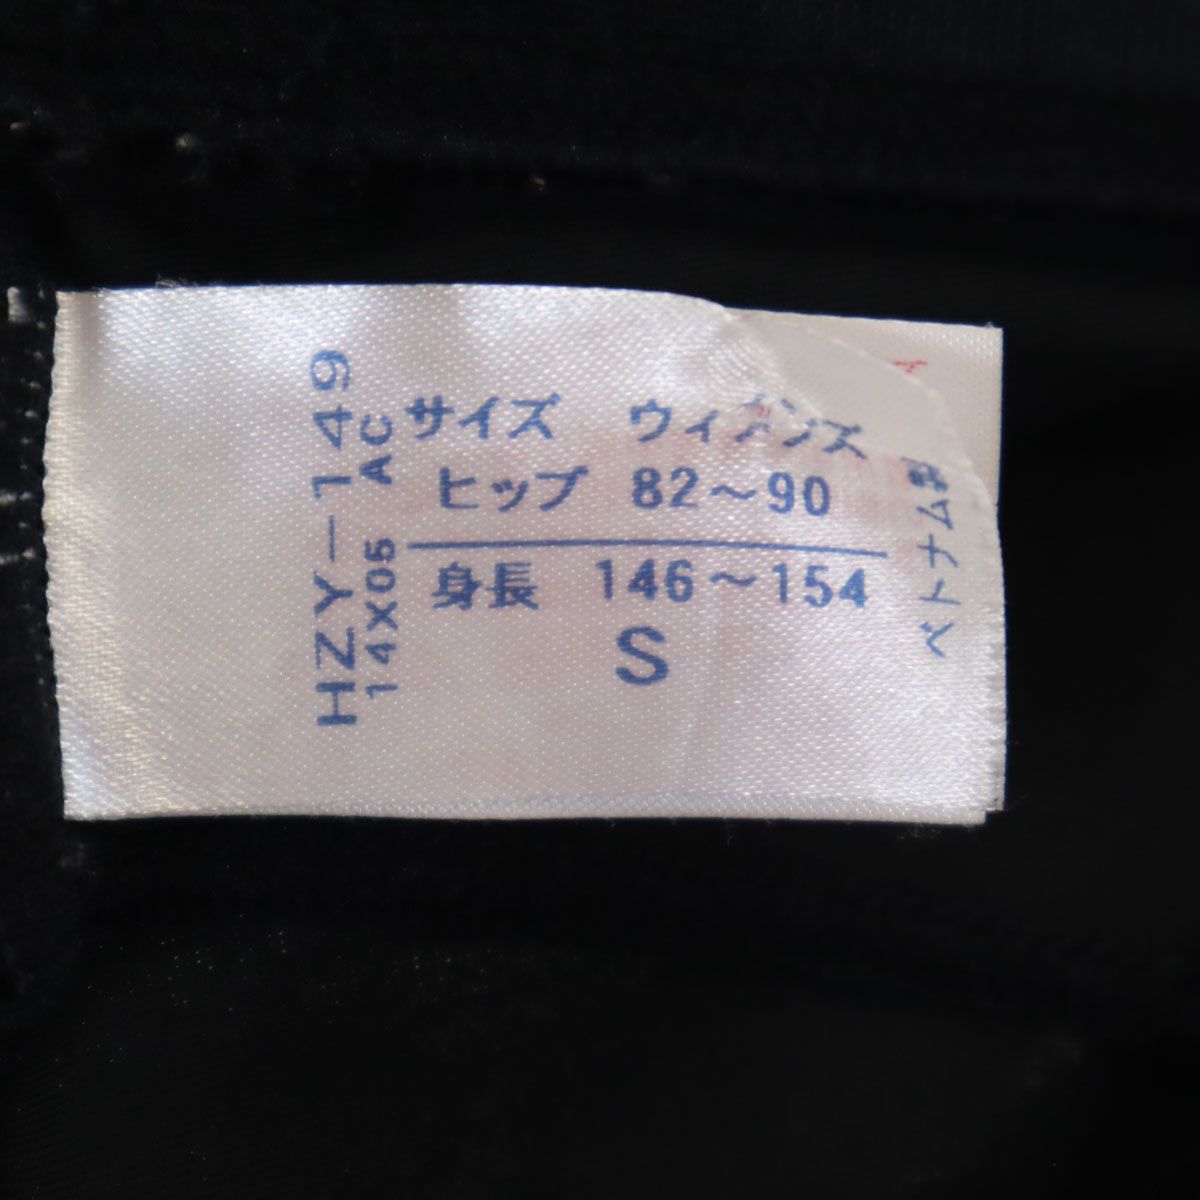 サイズ ウィメンズ
ヒップ 82～90
身長 146～154
S
HZY-149
14X05 AC
ベトナム製